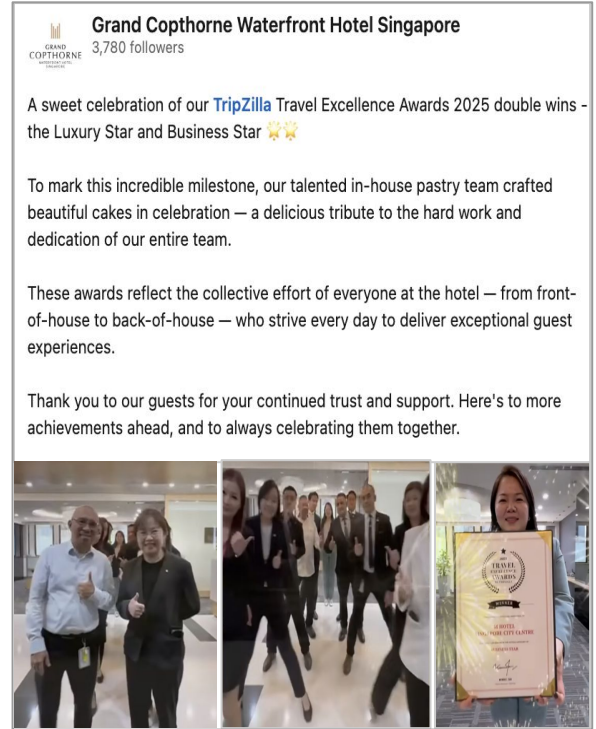 Grand Copthorne Waterfront Hotel Singapore
3,780 followers
GRAND
COPTHORNE
A sweet celebration of our TripZilla Travel Excellence Awards 2025 double wins -
the Luxury Star and Business Star 🌟🌟
To mark this incredible milestone, our talented in-house pastry team crafted
beautiful cakes in celebration — a delicious tribute to the hard work and
dedication of our entire team.
These awards reflect the collective effort of everyone at the hotel — from front-
of-house to back-of-house — who strive every day to deliver exceptional guest
experiences.
Thank you to our guests for your continued trust and support. Here's to more
achievements ahead, and to always celebrating them together.
TRAVEL
EXCELLENCE
AWARDS
WINNER